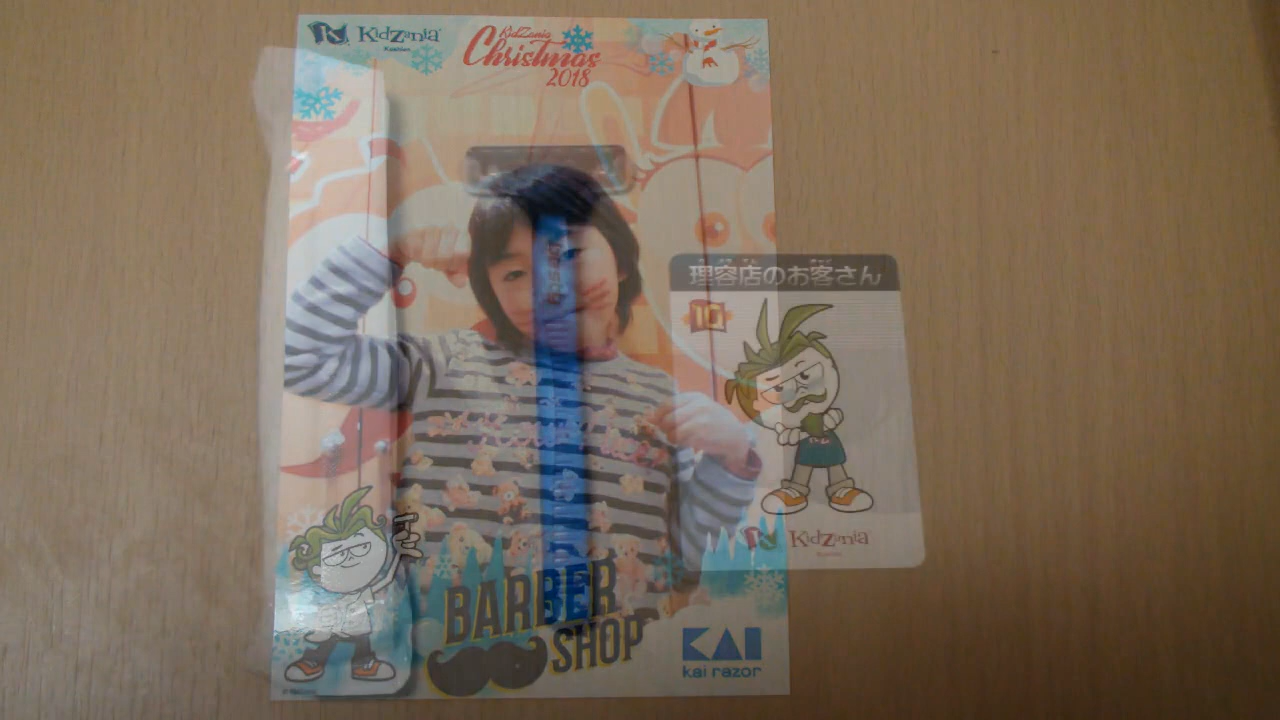 KidZania
Koshien
KidZania
Christmas
2018
理容店のお客さん
10
KidZania
BARBER
SHOP
KAI
kai razor